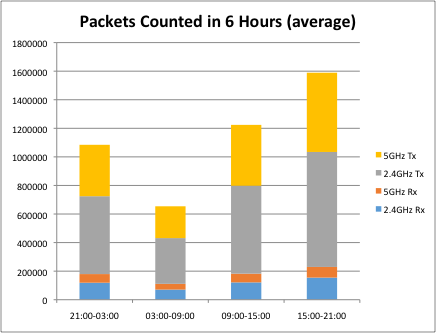 Packets Counted in 6 Hours (average)
1800000
1600000
1400000
1200000
1000000
800000
600000
400000
200000
0
21:00-03:00 03:00-09:00 09:00-15:00 15:00-21:00
5GHz Tx
2.4GHz Tx
5GHz Rx
2.4GHz Rx